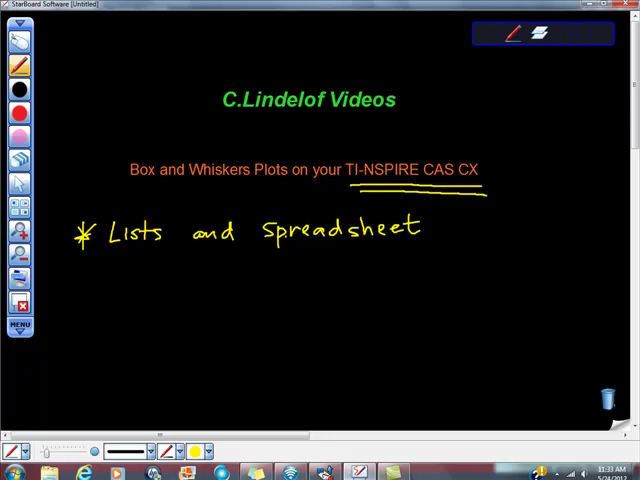 StarBoard Software [Untitled]
C.Lindelof Videos
Box and Whiskers Plots on your TI-NSPIRE CAS CX
* Lists and Spreadsheet
MENU
11:33 AM
5/24/2012